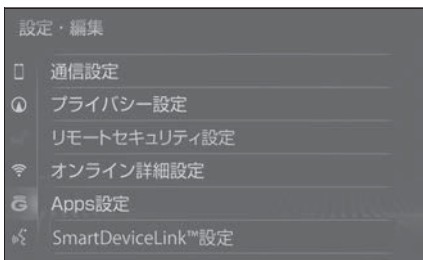 設定・編集
通信設定
プライバシー設定
リモートセキュリティ設定
オンライン詳細設定
Apps設定
SmartDeviceLink™設定